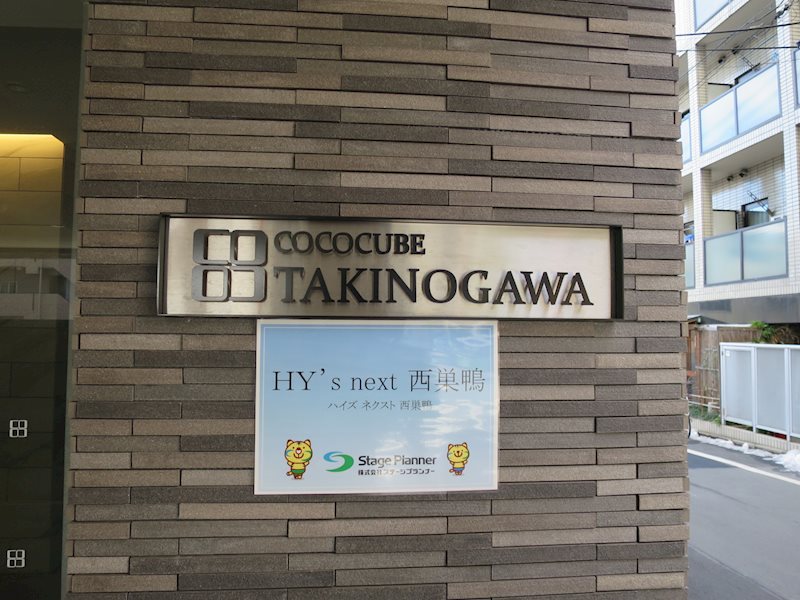 COCOCUBE
TAKINOGAWA
HY's next 西巣鴨
ハイズ ネクスト 西巣鴨
Stage Planner
株式会社ステージプランナー